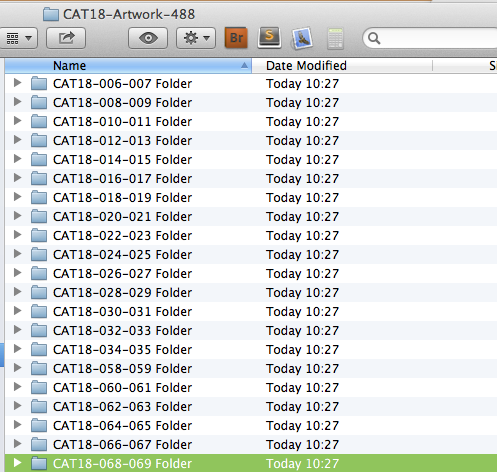 CAT18-Artwork-488
Br S
Name Date Modified S
CAT18-006-007 Folder Today 10:27
CAT18-008-009 Folder Today 10:27
CAT18-010-011 Folder Today 10:27
CAT18-012-013 Folder Today 10:27
CAT18-014-015 Folder Today 10:27
CAT18-016-017 Folder Today 10:27
CAT18-018-019 Folder Today 10:27
CAT18-020-021 Folder Today 10:27
CAT18-022-023 Folder Today 10:27
CAT18-024-025 Folder Today 10:27
CAT18-026-027 Folder Today 10:27
CAT18-028-029 Folder Today 10:27
CAT18-030-031 Folder Today 10:27
CAT18-032-033 Folder Today 10:27
CAT18-034-035 Folder Today 10:27
CAT18-058-059 Folder Today 10:27
CAT18-060-061 Folder Today 10:27
CAT18-062-063 Folder Today 10:27
CAT18-064-065 Folder Today 10:27
CAT18-066-067 Folder Today 10:27
CAT18-068-069 Folder Today 10:27